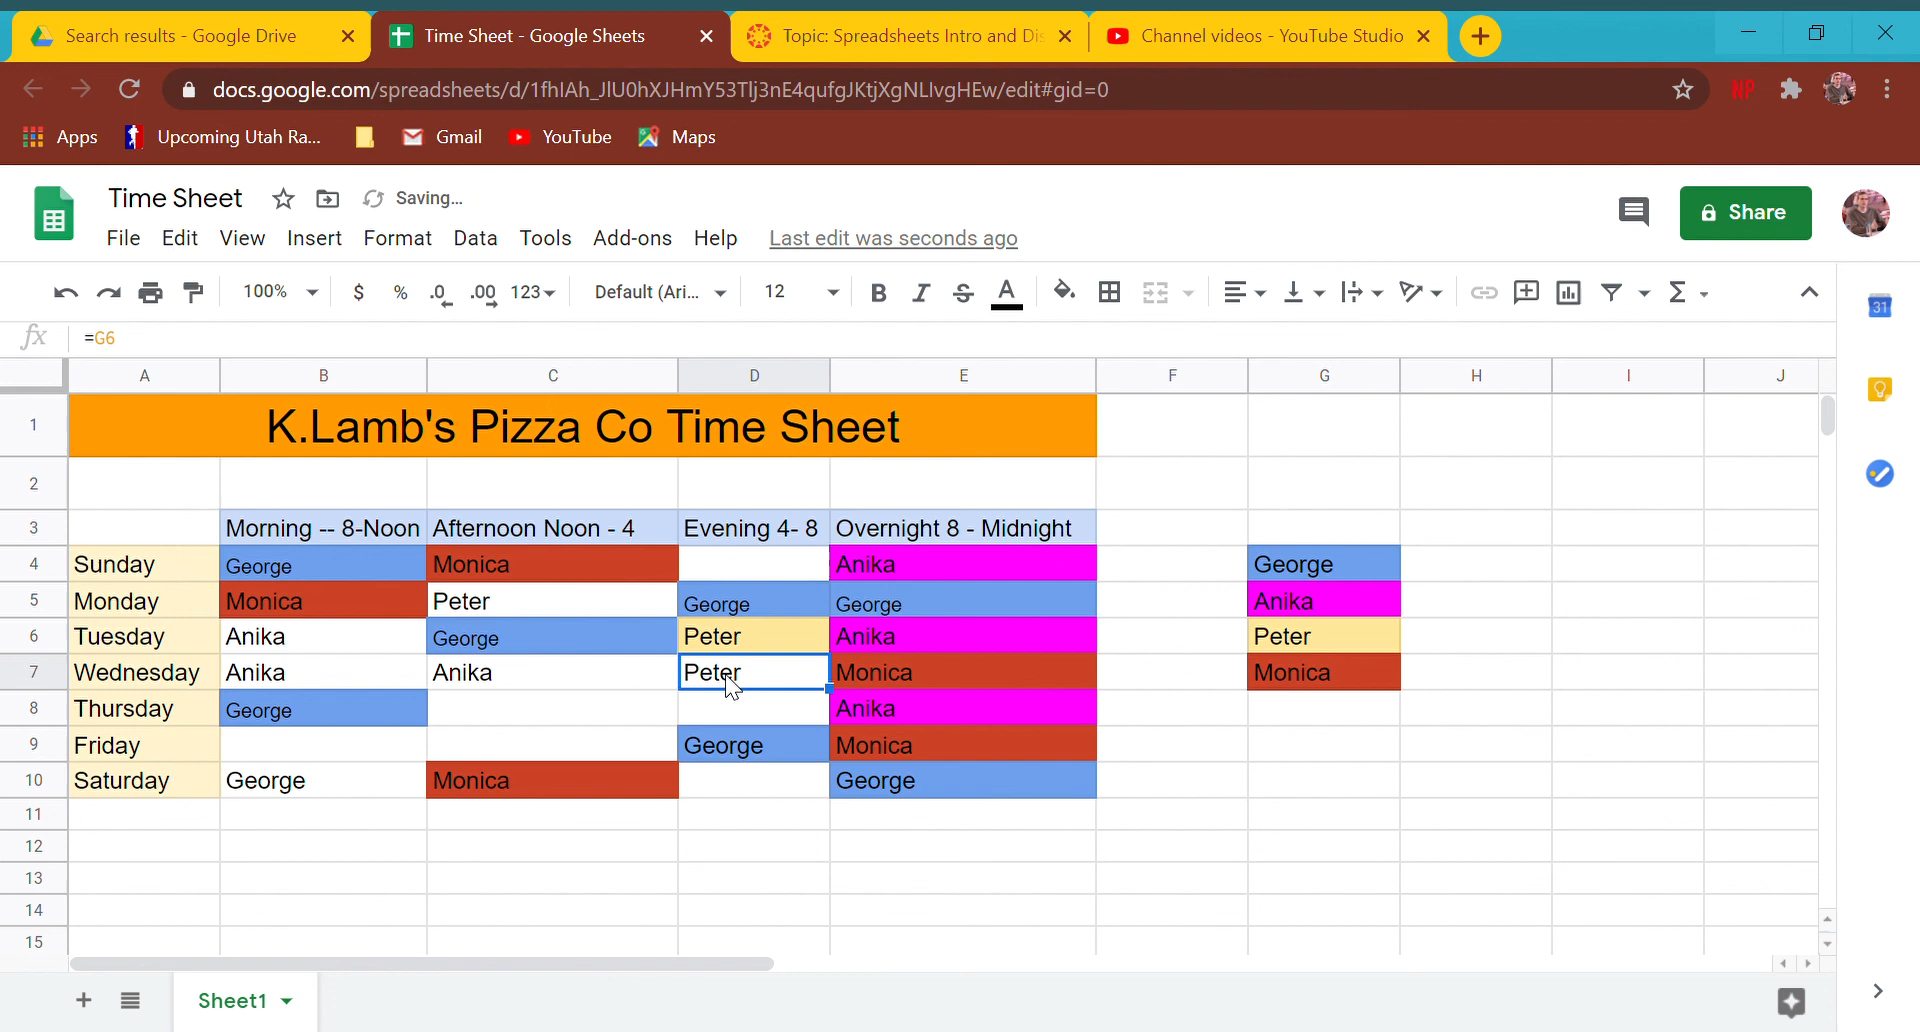 Search results - Google Drive
Time Sheet - Google Sheets
Topic: Spreadsheets Intro and Dis
Channel videos - YouTube Studio
docs.google.com/spreadsheets/d/1fhIAh_JlU0hXJHmY53Tlj3nE4qufgJKtjXgNLIvgHEw/edit#gid=0
NP
Apps
Upcoming Utah Ra...
Gmail
YouTube
Maps
Time Sheet
Saving...
Share
File Edit View Insert Format Data Tools Add-ons Help Last edit was seconds ago
100% $ % .0 .00 123 Default (Ari... 12 B I S A Σ
31
fx =G6
A B C D E F G H I J
1 K.Lamb's Pizza Co Time Sheet
2
3 Morning -- 8-Noon Afternoon Noon - 4 Evening 4- 8 Overnight 8 - Midnight
4 Sunday George Monica Anika George
5 Monday Monica Peter George George Anika
6 Tuesday Anika George Peter Anika Peter
7 Wednesday Anika Anika Peter Monica Monica
8 Thursday George Anika
9 Friday George Monica
10 Saturday George Monica George
11
12
13
14
15
Sheet1